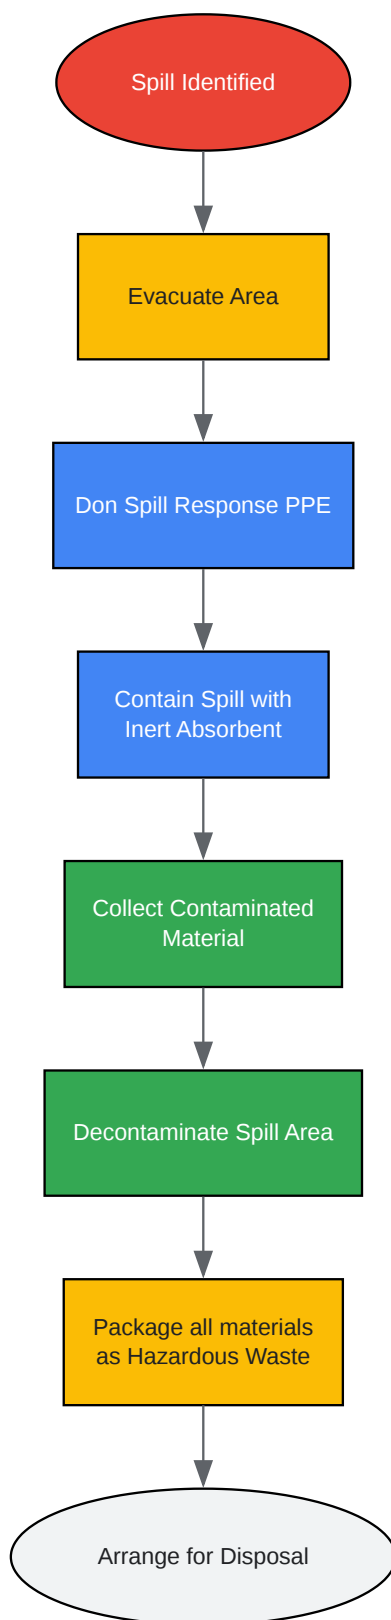 Spill Identified
Evacuate Area
Don Spill Response PPE
Contain Spill with
Inert Absorbent
Collect Contaminated
Material
Decontaminate Spill Area
Package all materials
as Hazardous Waste
Arrange for Disposal